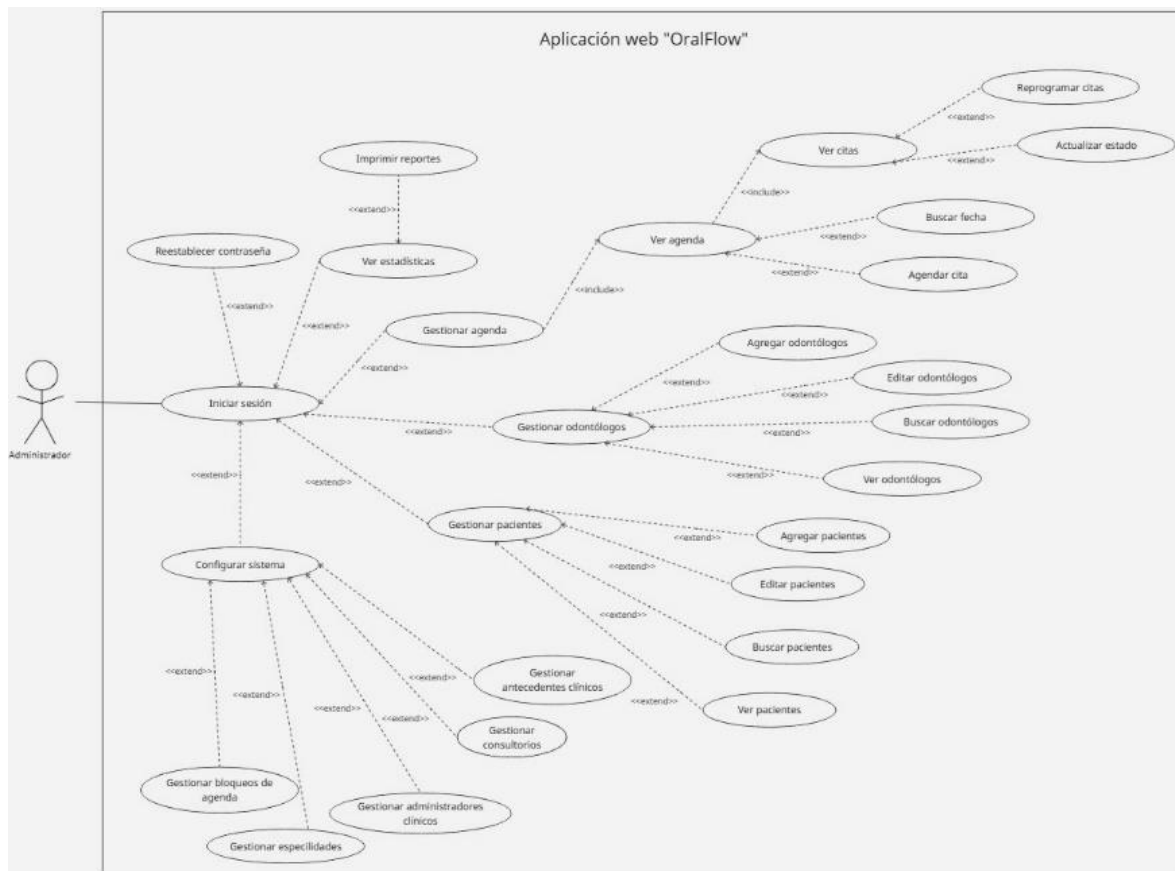 Aplicación web "OralFlow"
Reprogramar citas
<<extend>>
Ver citas
Actualizar estado
<<extend>>
Imprimir reportes
<<include>>
<<extend>>
Buscar fecha
Ver agenda
<<extend>>
Reestablecer contraseña
Ver estadísticas
<<extend>>
Agendar cita
<<include>>
<<extend>>
<<extend>>
Gestionar agenda
Agregar odontólogos
<<extend>>
<<extend>>
Editar odontólogos
<<extend>>
Iniciar sesión
Administrador
<<extend>>
Gestionar odontólogos
Buscar odontólogos
<<extend>>
<<extend>>
Ver odontólogos
<<extend>>
<<extend>>
Gestionar pacientes
Agregar pacientes
<<extend>>
Configurar sistema
<<extend>>
Editar pacientes
<<extend>>
Buscar pacientes
<<extend>>
<<extend>>
Gestionar
antecedentes clínicos
<<extend>>
<<extend>>
<<extend>>
<<extend>>
Ver pacientes
Gestionar
consultorios
Gestionar bloqueos de
agenda
Gestionar administradores
clínicos
Gestionar especilidades